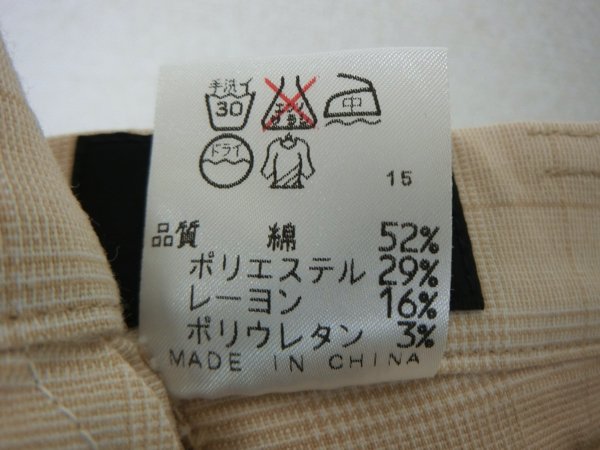 手洗イ
30
中
ドライ
15
品質 綿 52%
ポリエステル 29%
レーヨン 16%
ポリウレタン 3%
MADE IN CHINA